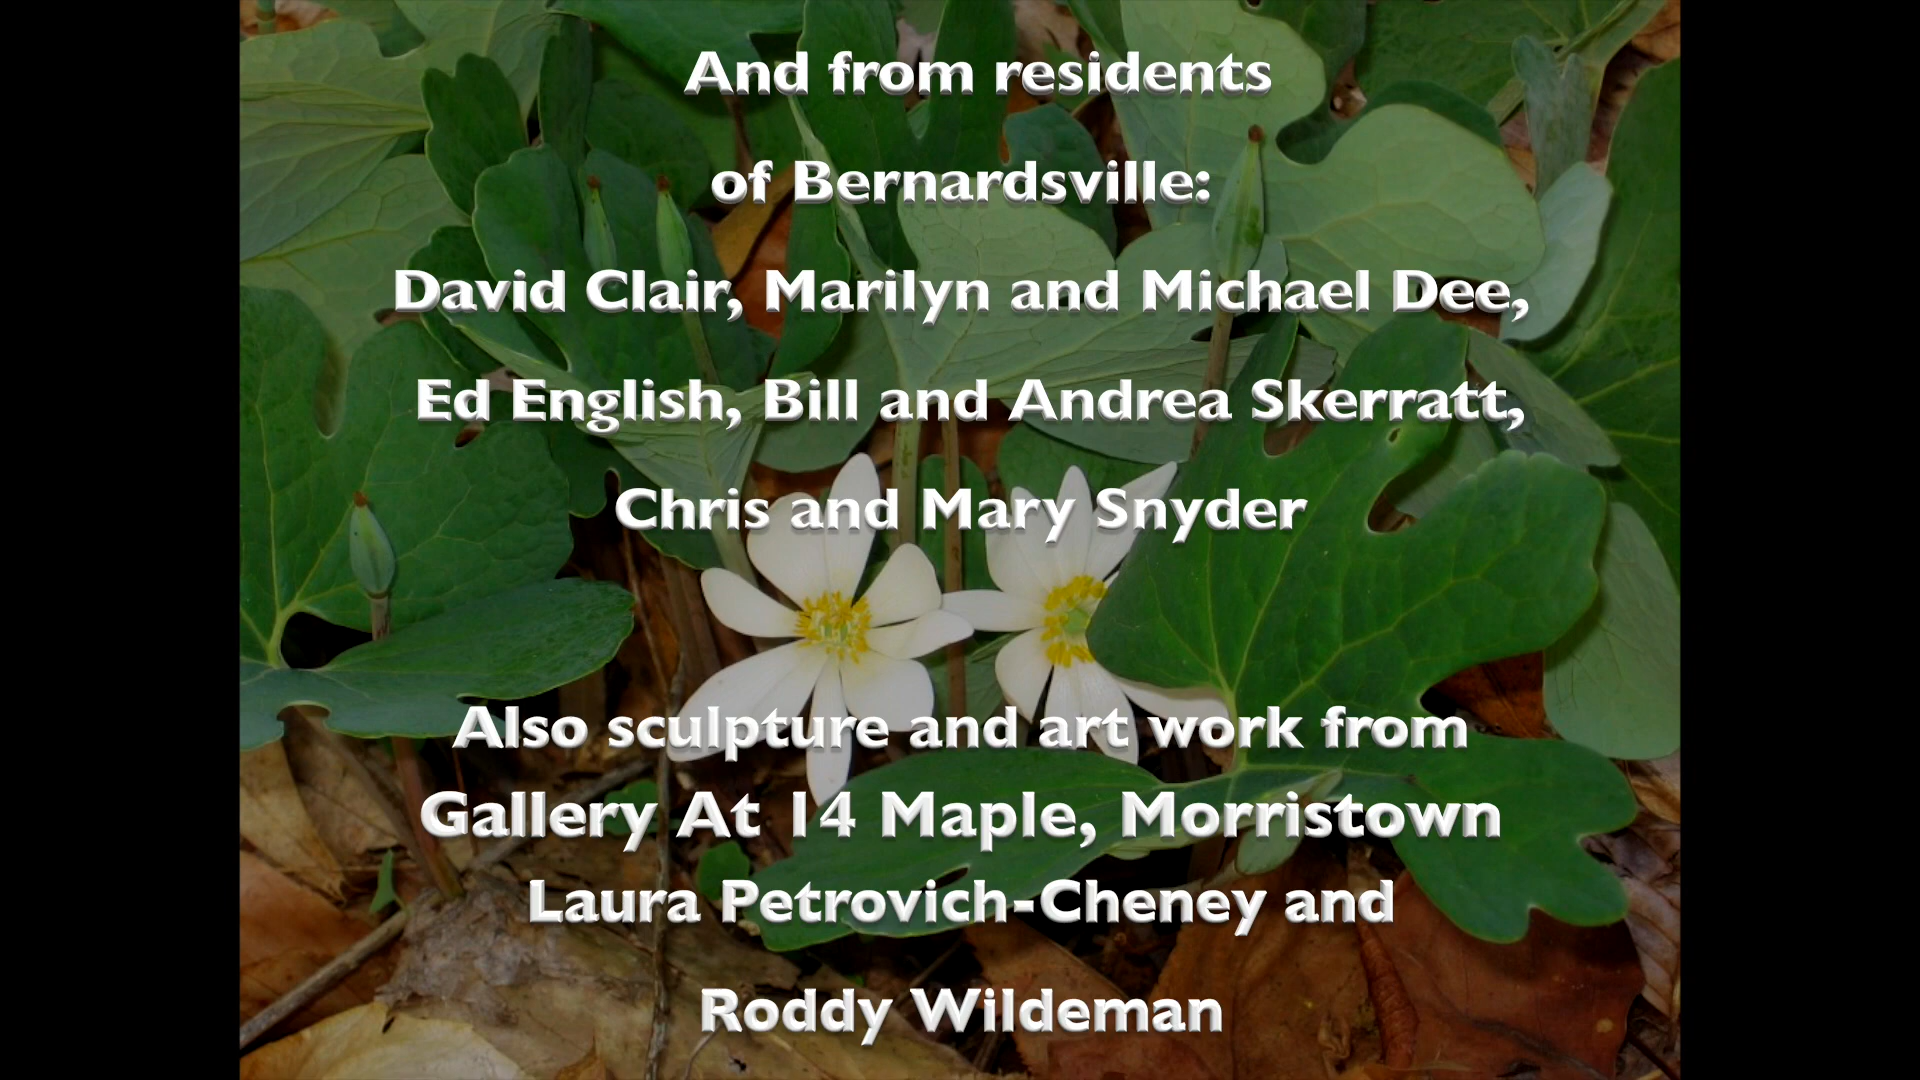 And from residents
of Bernardsville:
David Clair, Marilyn and Michael Dee,
Ed English, Bill and Andrea Skerratt,
Chris and Mary Snyder
Also sculpture and art work from
Gallery At 14 Maple, Morristown
Laura Petrovich-Cheney and
Roddy Wildeman